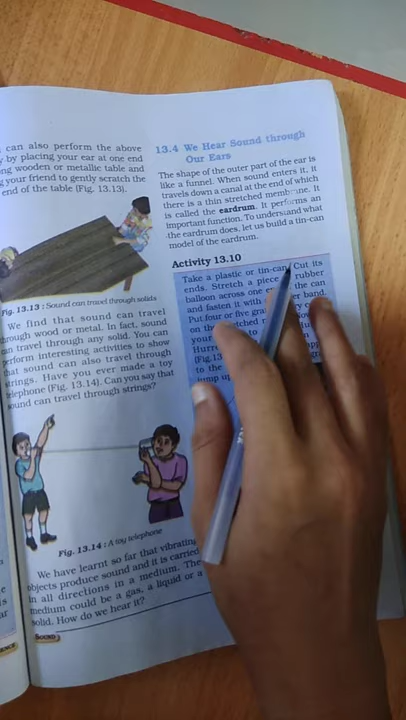 can also perform the above
by placing your ear at one end
ng wooden or metallic table and
your friend to gently scratch the
end of the table (Fig. 13.13).
Fig. 13.13 : Sound can travel through solids
We find that sound can travel
through wood or metal. In fact, sound
can travel through any solid. You can
perform interesting activities to show
that sound can also travel through
strings. Have you ever made a toy
telephone (Fig. 13.14). Can you say that
sound can travel through strings?
Fig. 13.14 : A toy telephone
We have learnt so far that vibrating
objects produce sound and it is carried
in all directions in a medium. The
medium could be a gas, a liquid or a
solid. How do we hear it?
SOUND
13.4 We Hear Sound through
Our Ears
The shape of the outer part of the ear is
like a funnel. When sound enters it, it
travels down a canal at the end of which
there is a thin stretched membrane. It
is called the eardrum. It performs an
important function. To understand what
the eardrum does, let us build a tin-can
model of the eardrum.
Activity 13.10
Take a plastic or tin-can. Cut its
ends. Stretch a piece rubber
balloon across one the can
and fasten it with band.
Put four or five gra
on the stretched
your to
Hurr
(Fig.13
to the
jump up